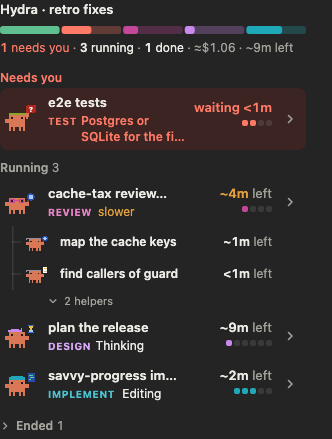 Hydra · retro fixes
1 needs you · 3 running · 1 done · ≈$1.06 · ~9m left
Needs you
e2e tests
waiting <1m
TEST Postgres or
SQLite for the fi...
Running 3
cache-tax review...
~4m left
REVIEW slower
map the cache keys
~1m left
find callers of guard
<1m left
2 helpers
plan the release
~9m left
DESIGN Thinking
savvy-progress im...
~2m left
IMPLEMENT Editing
Ended 1